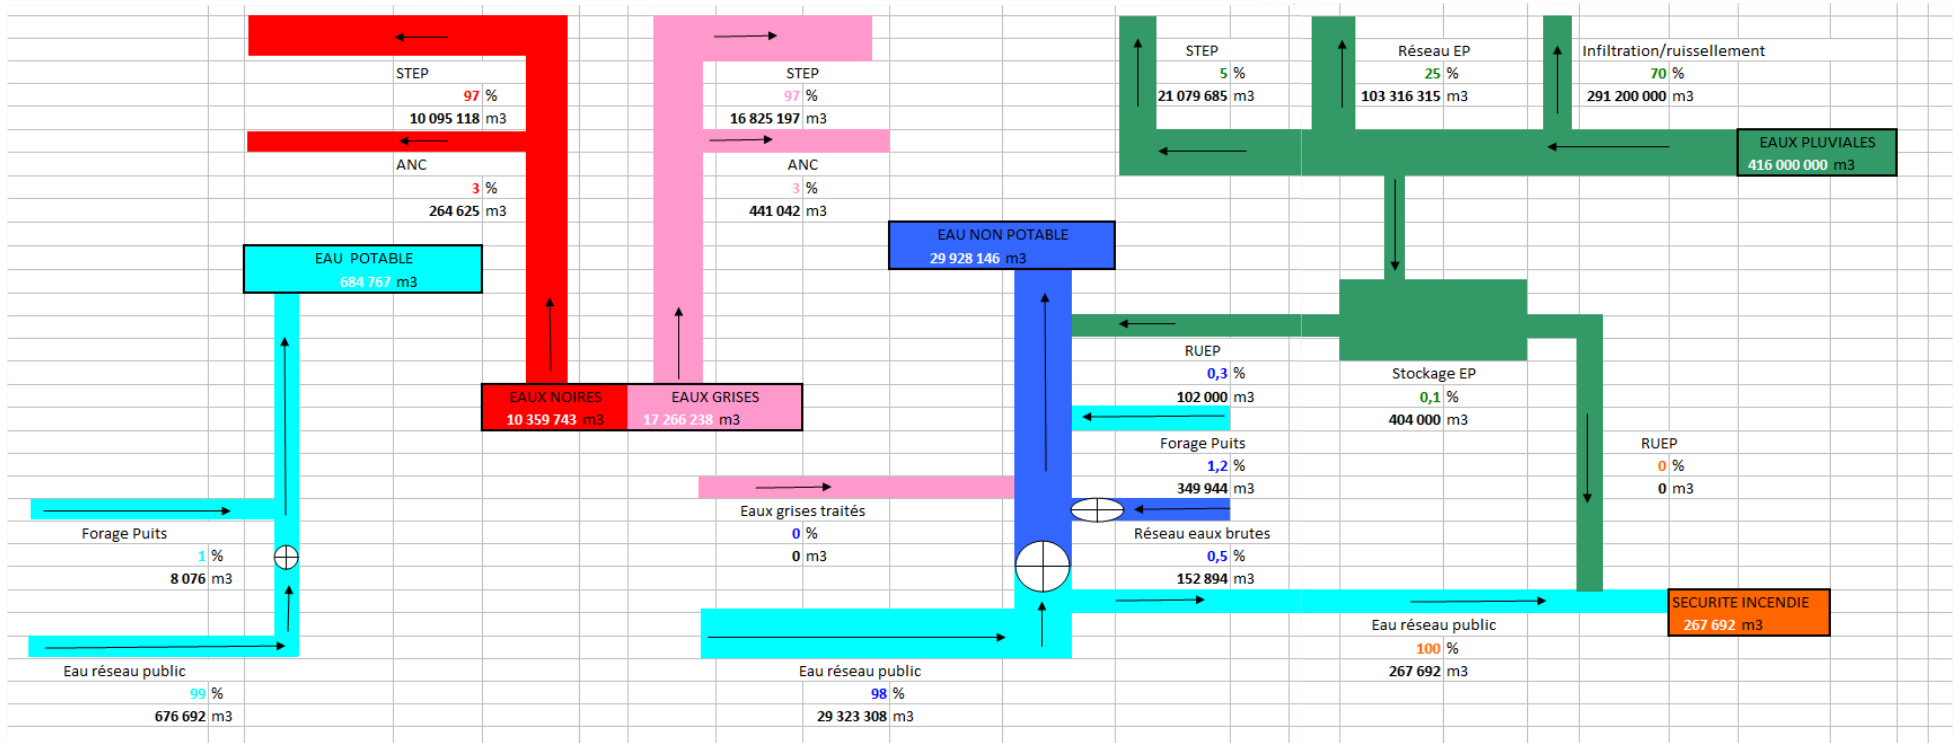 STEP
97 %
10 095 118 m3
ANC
3 %
264 625 m3
STEP
97 %
16 825 197 m3
ANC
3 %
441 042 m3
STEP
5 %
21 079 685 m3
Réseau EP
25 %
103 316 315 m3
Infiltration/ruissellement
70 %
291 200 000 m3
EAUX PLUVIALES
416 000 000 m3
EAU POTABLE
684 767 m3
EAU NON POTABLE
29 928 146 m3
EAUX NOIRES
10 359 743 m3
EAUX GRISES
17 266 238 m3
RUEP
0,3 %
102 000 m3
Stockage EP
0,1 %
404 000 m3
Forage Puits
1,2 %
349 944 m3
RUEP
0 %
0 m3
Forage Puits
1 %
8 076 m3
Eaux grises traités
0 %
0 m3
Réseau eaux brutes
0,5 %
152 894 m3
SECURITE INCENDIE
267 692 m3
Eau réseau public
99 %
676 692 m3
Eau réseau public
98 %
29 323 308 m3
Eau réseau public
100 %
267 692 m3